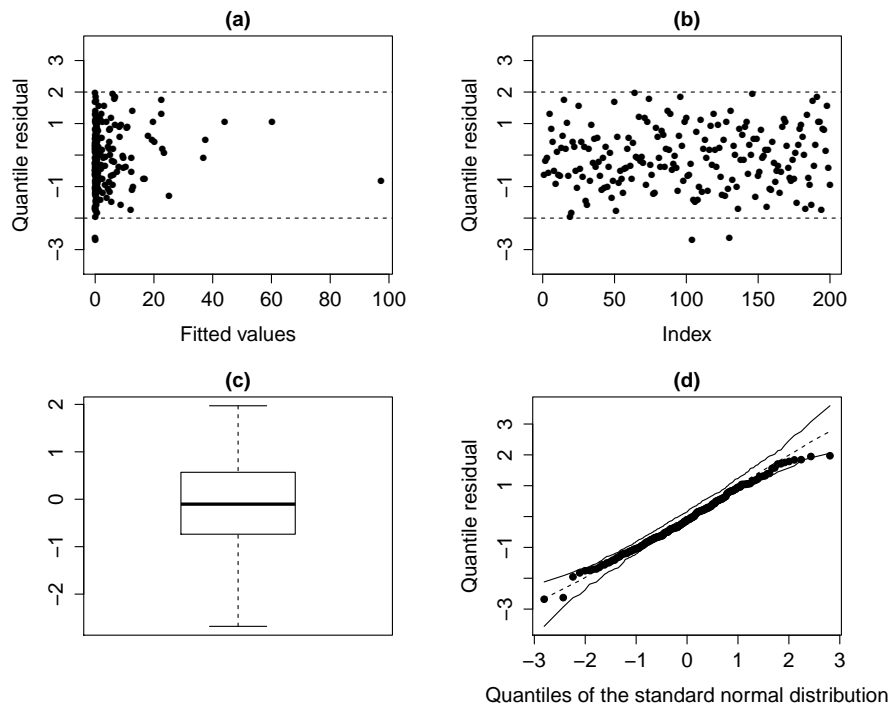 (a)
Quantile residual
3
2
1
−1
−3
0 20 40 60 80 100
Fitted values
(b)
Quantile residual
3
2
1
−1
−3
0 50 100 150 200
Index
(c)
2
1
0
−1
−2
(d)
Quantile residual
3
2
1
−1
−3
−3 −2 −1 0 1 2 3
Quantiles of the standard normal distribution